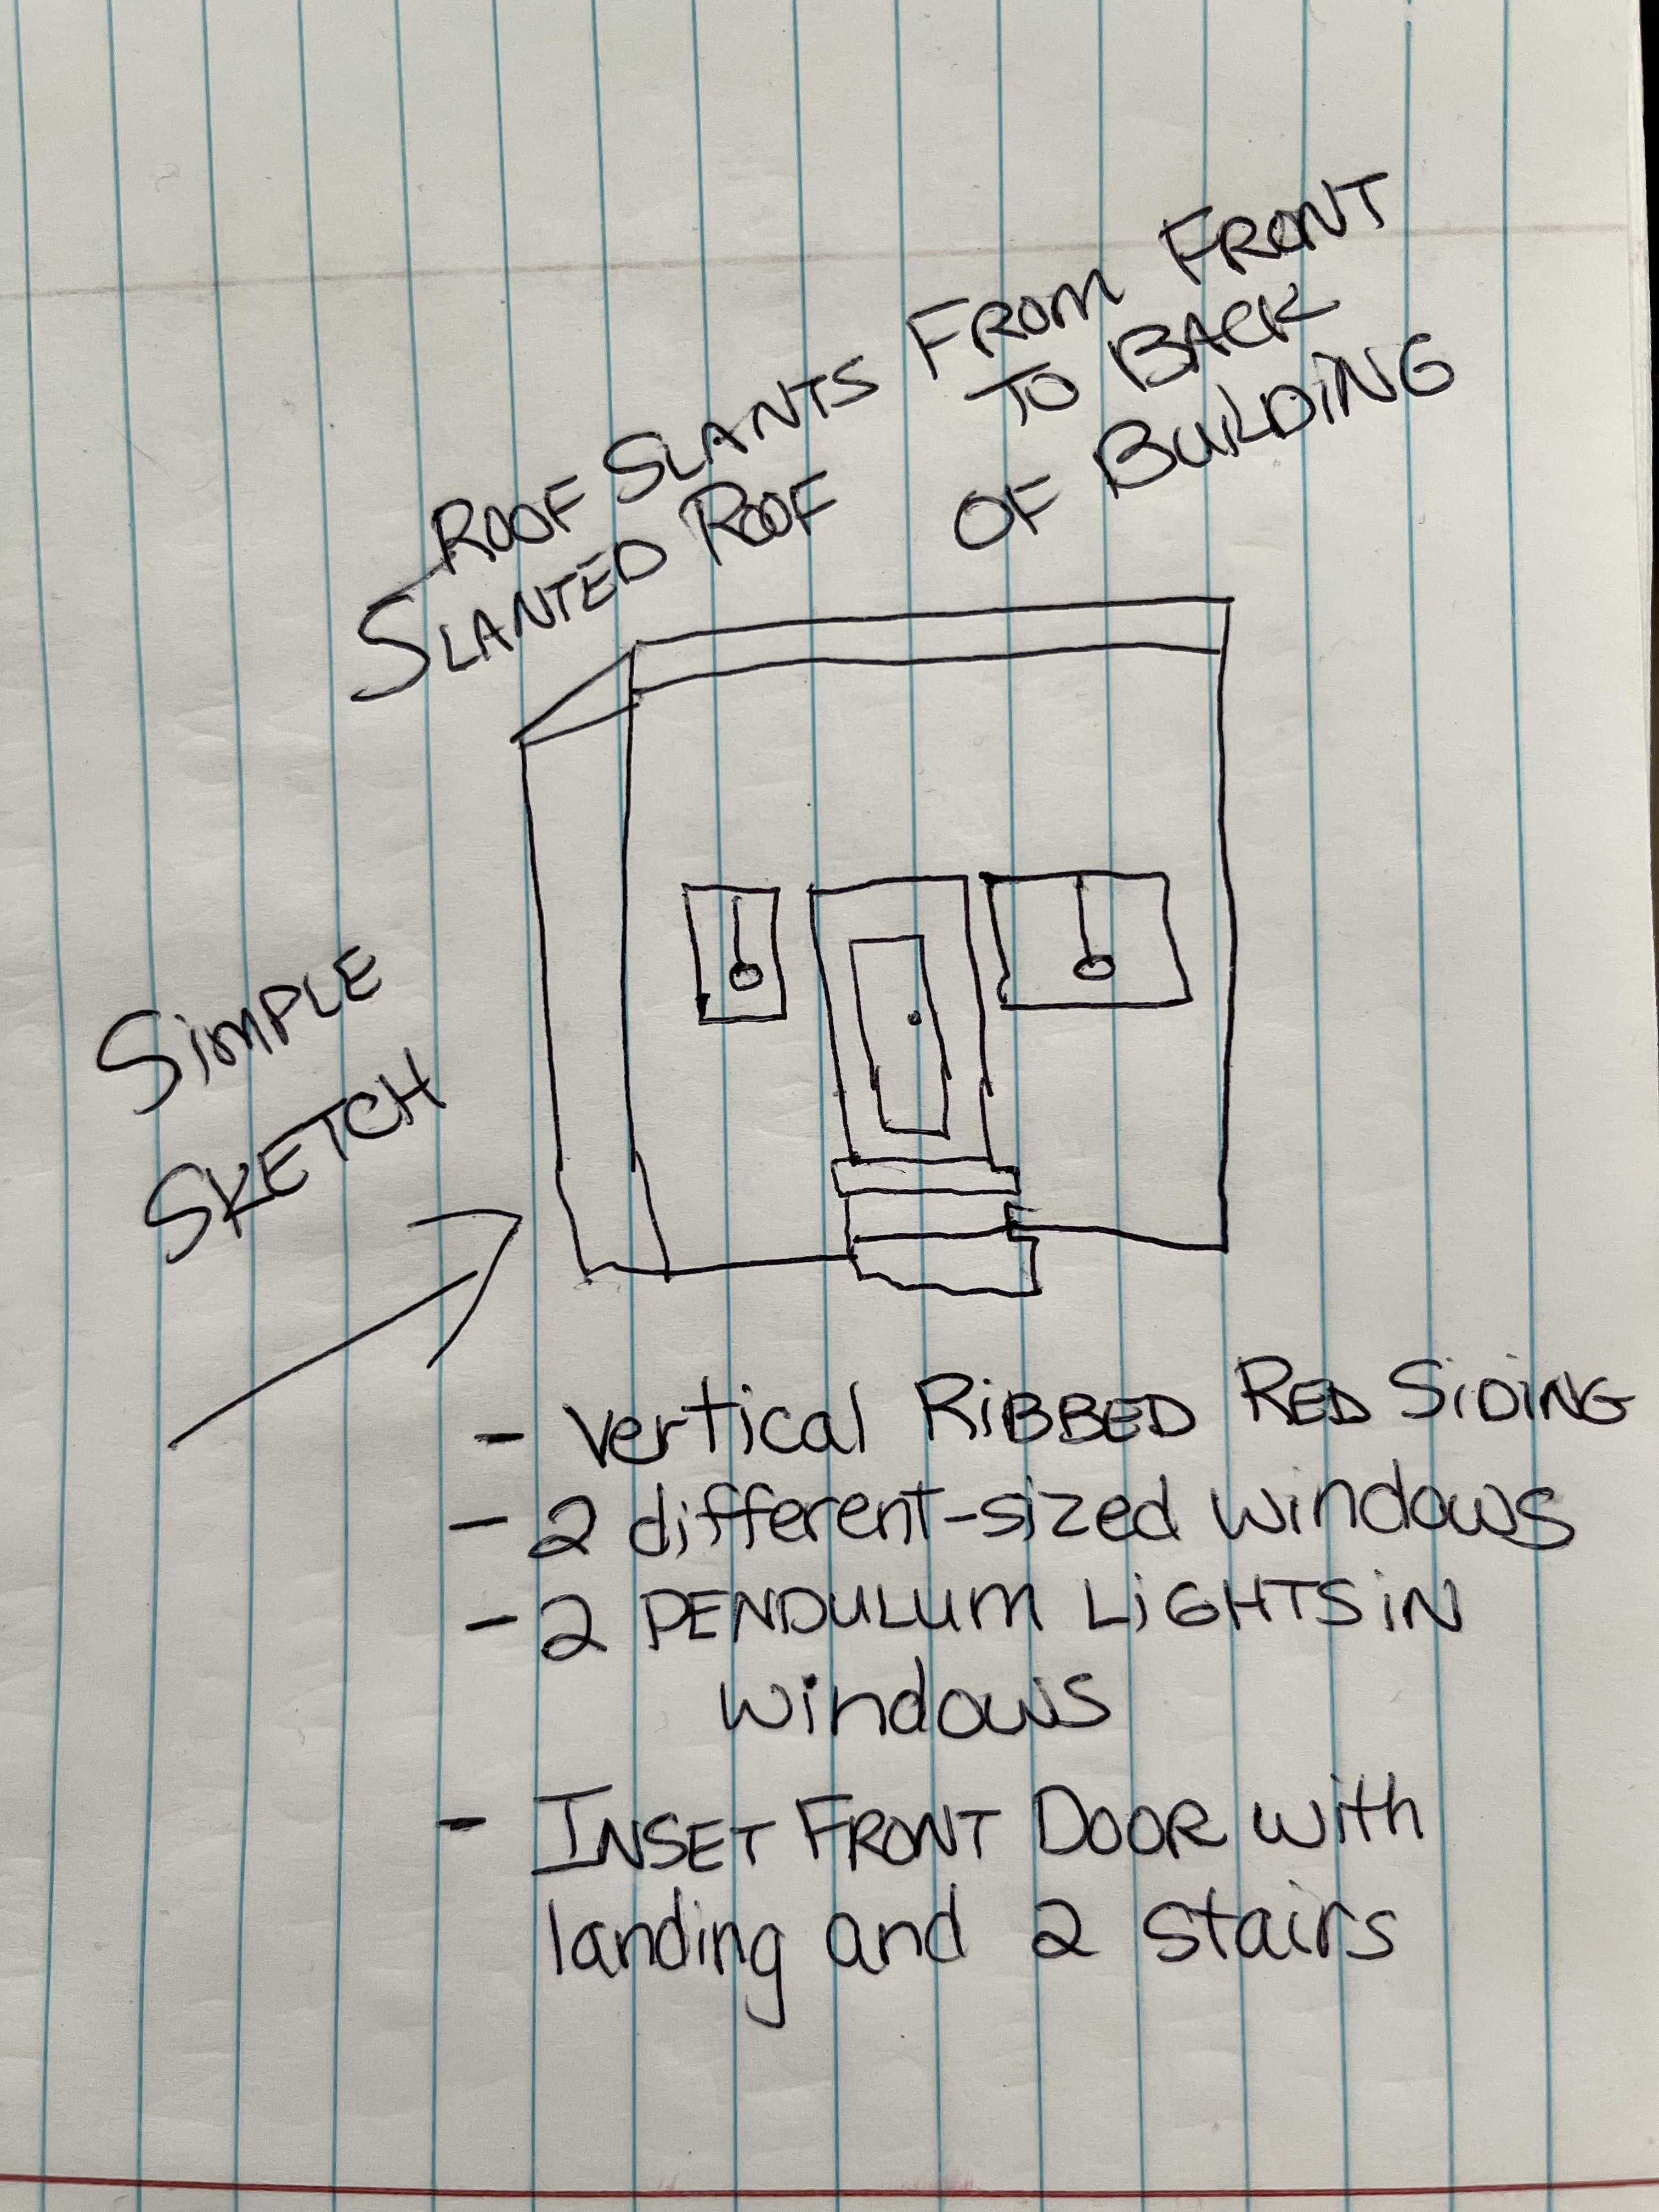 ROOF SLANTS FROM FRONT
TO BACK
OF BUILDING
SLANTED ROOF
SIMPLE
SKETCH
- Vertical RIBBED RED SIDING
- 2 different-sized windows
- 2 PENDULUM LIGHTS IN
windows
- INSET FRONT DOOR with
landing and 2 stairs